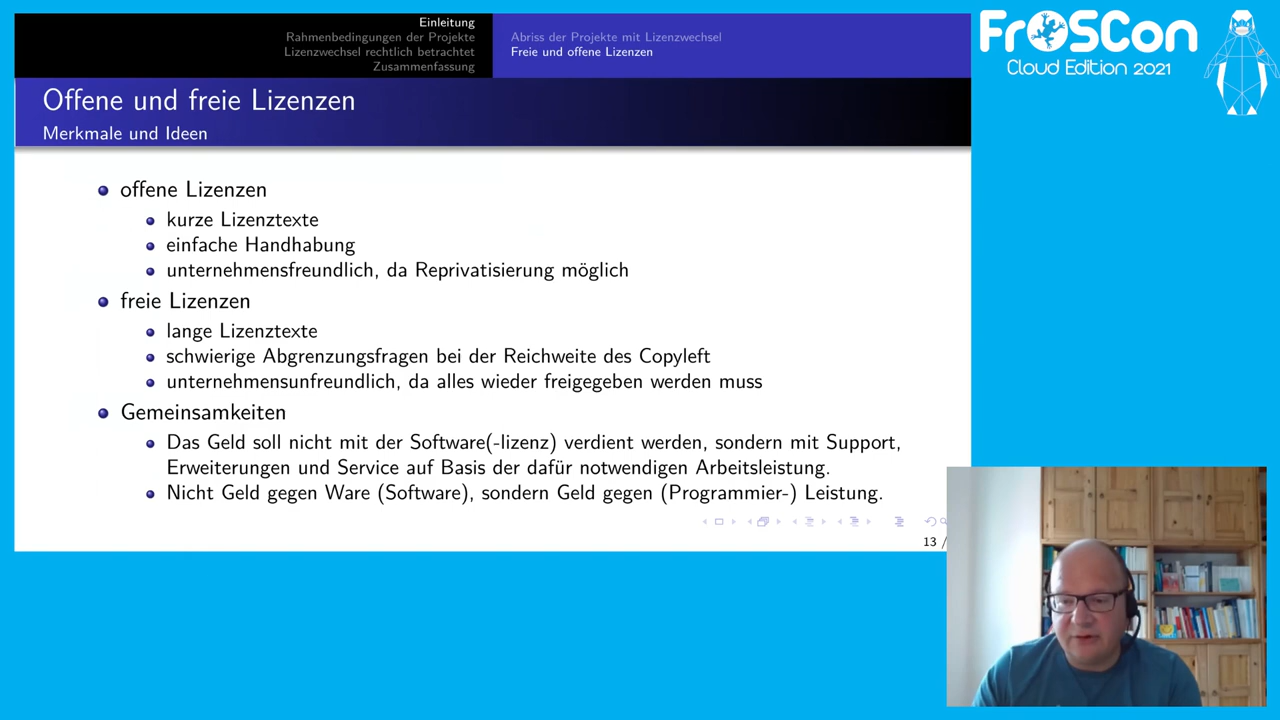 Einleitung
Rahmenbedingungen der Projekte
Lizenzwechsel rechtlich betrachtet
Zusammenfassung
Abriss der Projekte mit Lizenzwechsel
Freie und offene Lizenzen
FrOSCon
Cloud Edition 2021
Offene und freie Lizenzen
Merkmale und Ideen
offene Lizenzen
kurze Lizenztexte
einfache Handhabung
unternehmensfreundlich, da Reprivatisierung möglich
freie Lizenzen
lange Lizenztexte
schwierige Abgrenzungsfragen bei der Reichweite des Copyleft
unternehmensunfreundlich, da alles wieder freigegeben werden muss
Gemeinsamkeiten
Das Geld soll nicht mit der Software(-lizenz) verdient werden, sondern mit Support,
Erweiterungen und Service auf Basis der dafür notwendigen Arbeitsleistung.
Nicht Geld gegen Ware (Software), sondern Geld gegen (Programmier-) Leistung.
13 /